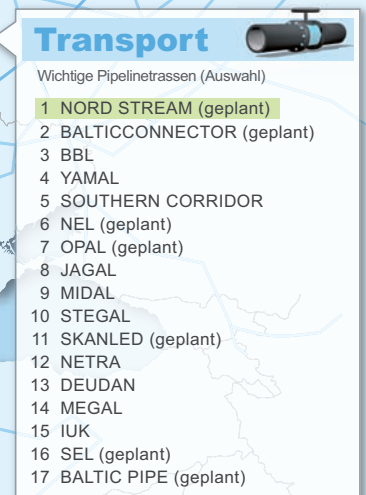 Transport
Wichtige Pipelinetrassen (Auswahl)
1 NORD STREAM (geplant)
2 BALTICCONNECTOR (geplant)
3 BBL
4 YAMAL
5 SOUTHERN CORRIDOR
6 NEL (geplant)
7 OPAL (geplant)
8 JAGAL
9 MIDAL
10 STEGAL
11 SKANLED (geplant)
12 NETRA
13 DEUDAN
14 MEGAL
15 IUK
16 SEL (geplant)
17 BALTIC PIPE (geplant)